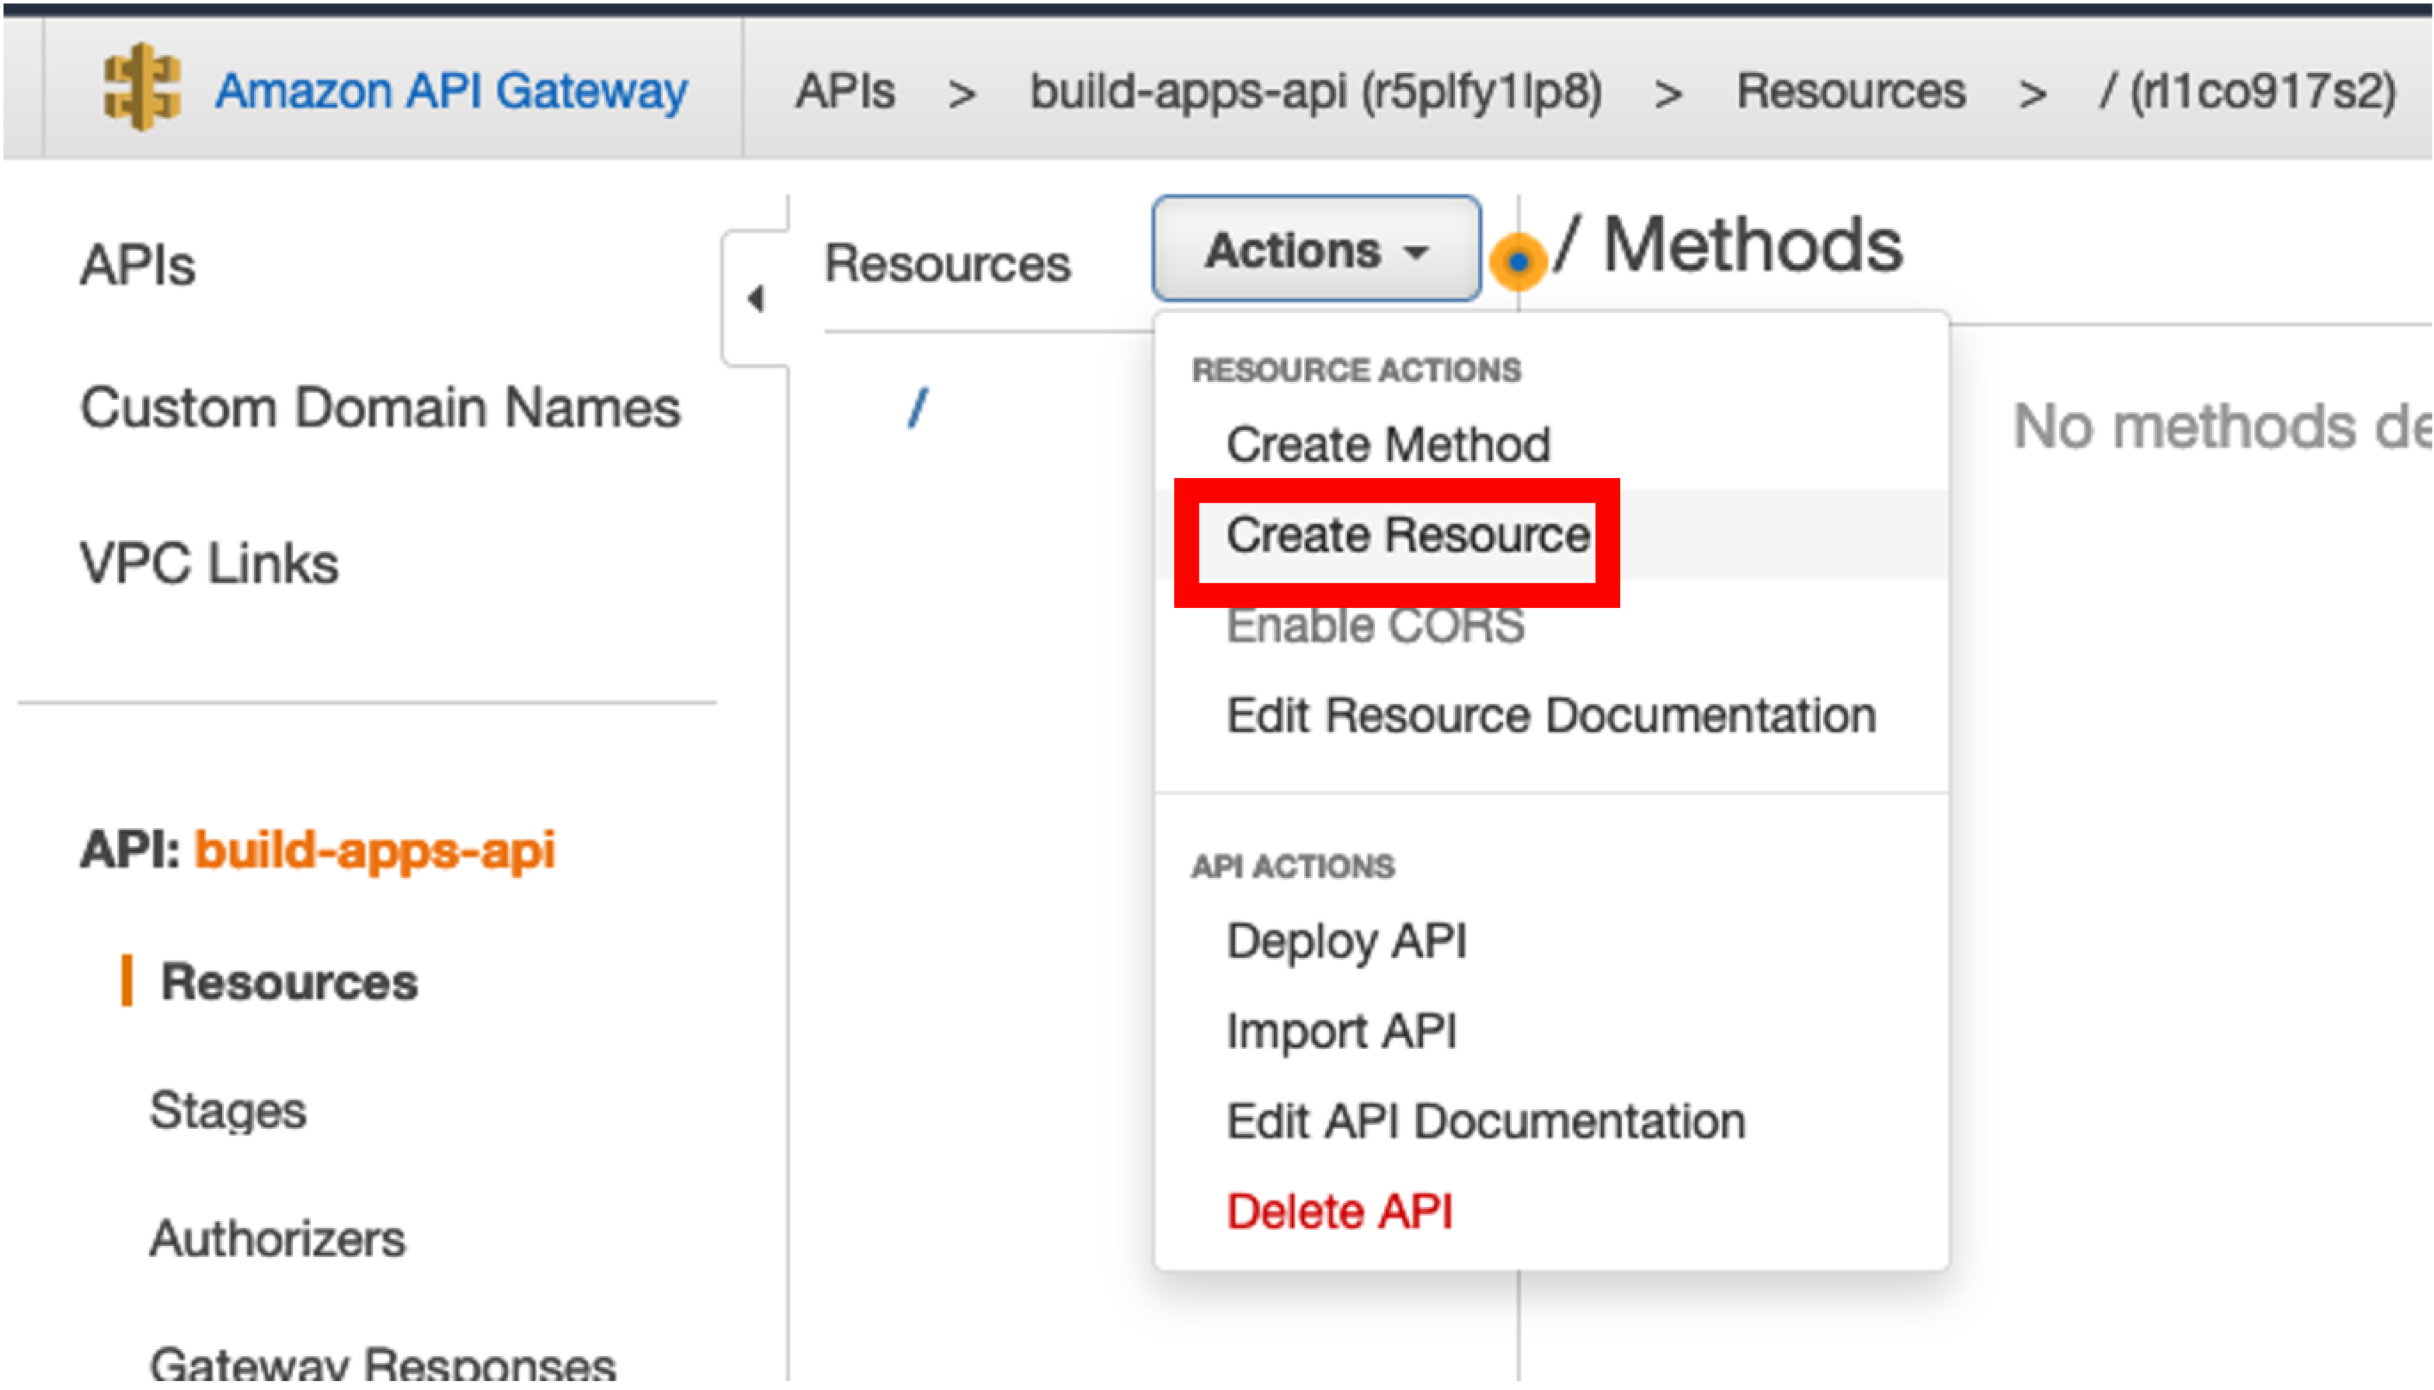 Amazon API Gateway
APIs > build-apps-api (r5plfy1lp8) > Resources > / (rl1co917s2)
APIs
Custom Domain Names
VPC Links
API: build-apps-api
Resources
Stages
Authorizers
Gateway Responses
Resources
Actions
/
/ Methods
RESOURCE ACTIONS
Create Method
Create Resource
Enable CORS
Edit Resource Documentation
API ACTIONS
Deploy API
Import API
Edit API Documentation
Delete API
No methods